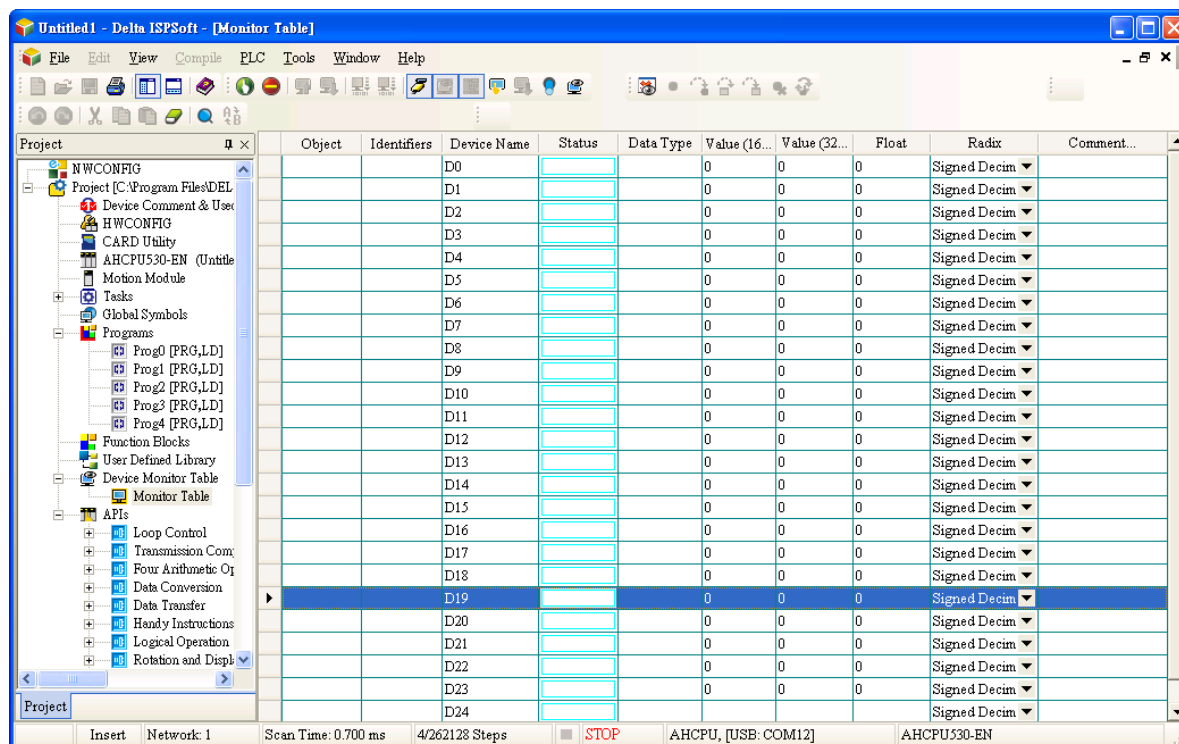 Untitled1 - Delta ISPSoft - [Monitor Table]
File Edit View Compile PLC Tools Window Help
Project
NWCONFIG
Project [C:\Program Files\DEL
Device Comment & Used
HWCONFIG
CARD Utility
AHCPU530-EN (Untitle
Motion Module
Tasks
Global Symbols
Programs
Prog0 [PRG,LD]
Prog1 [PRG,LD]
Prog2 [PRG,LD]
Prog3 [PRG,LD]
Prog4 [PRG,LD]
Function Blocks
User Defined Library
Device Monitor Table
Monitor Table
APIs
Loop Control
Transmission Com
Four Arithmetic Op
Data Conversion
Data Transfer
Handy Instructions
Logical Operation
Rotation and Displ
Project
Object Identifiers Device Name Status Data Type Value (16... Value (32... Float Radix Comment...
D0 0 0 0 Signed Decim
D1 0 0 0 Signed Decim
D2 0 0 0 Signed Decim
D3 0 0 0 Signed Decim
D4 0 0 0 Signed Decim
D5 0 0 0 Signed Decim
D6 0 0 0 Signed Decim
D7 0 0 0 Signed Decim
D8 0 0 0 Signed Decim
D9 0 0 0 Signed Decim
D10 0 0 0 Signed Decim
D11 0 0 0 Signed Decim
D12 0 0 0 Signed Decim
D13 0 0 0 Signed Decim
D14 0 0 0 Signed Decim
D15 0 0 0 Signed Decim
D16 0 0 0 Signed Decim
D17 0 0 0 Signed Decim
D18 0 0 0 Signed Decim
D19 0 0 0 Signed Decim
D20 0 0 0 Signed Decim
D21 0 0 0 Signed Decim
D22 0 0 0 Signed Decim
D23 0 0 0 Signed Decim
D24 Signed Decim
Insert Network: 1 Scan Time: 0.700 ms 4/262128 Steps STOP AHCPU, [USB: COM12] AHCPU530-EN